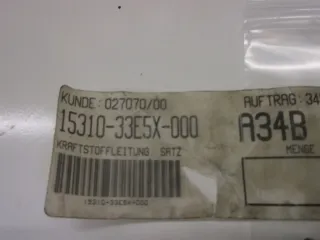 KUNDE: 027070/00 AUFTRAG: 34
15310-33E5X-000 A34B
KRAFTSTOFFLEITUNG SATZ MENGE
15310-33E5X-000